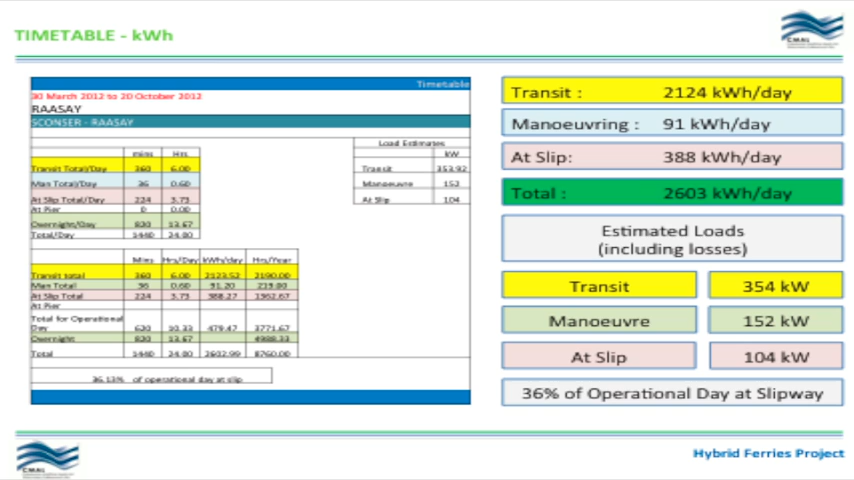 TIMETABLE - kWh
CMAL
Timetable
30 March 2012 to 20 October 2012
RAASAY
SCONSER - RAASAY
Load Estimates
mins Hrs kW
Transit Total/Day 360 6.00 Transit 353.92
Man Total/Day 36 0.60 Manoeuvre 152
At Slip Total/Day 224 3.73 At Slip 104
At Pier 0 0.00
Overnight/Day 820 13.67
Total/Day 1440 24.00
Mins Hrs/Day kWh/day Hrs/Year
Transit total 360 6.00 2123.52 2190.00
Man Total 36 0.60 91.20 219.00
At Slip Total 224 3.73 388.27 1362.67
At Pier
Total for Operational
Day 620 10.33 479.47 3771.67
Overnight 820 13.67 4988.33
Total 1440 24.00 2602.99 8760.00
36.13% of operational day at slip
Transit : 2124 kWh/day
Manoeuvring : 91 kWh/day
At Slip: 388 kWh/day
Total : 2603 kWh/day
Estimated Loads
(including losses)
Transit 354 kW
Manoeuvre 152 kW
At Slip 104 kW
36% of Operational Day at Slipway
CMAL
Hybrid Ferries Project